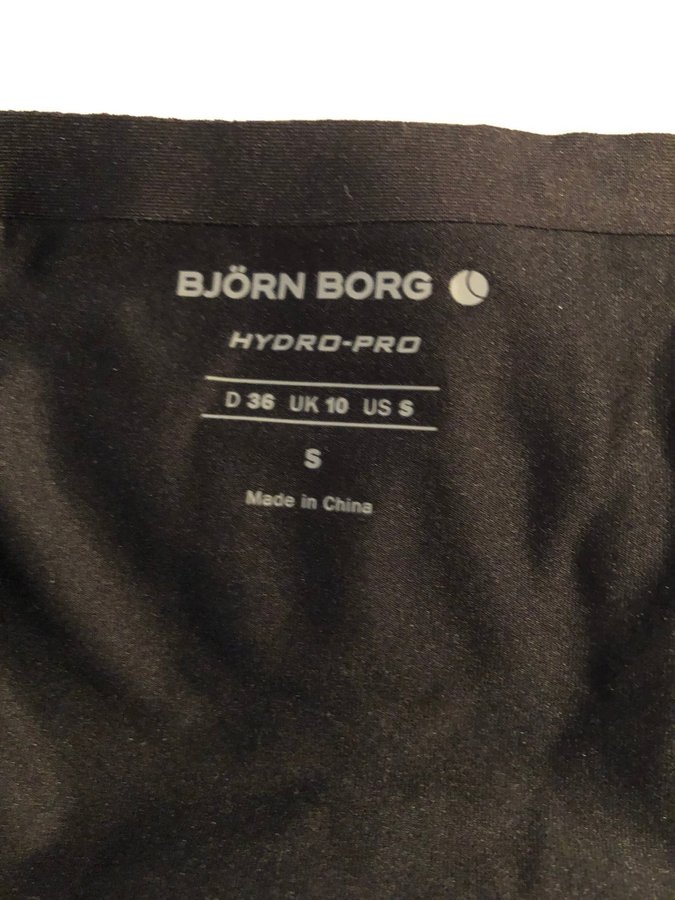 BJÖRN BORG
HYDRO-PRO
D 36 UK 10 US S
S
Made in China